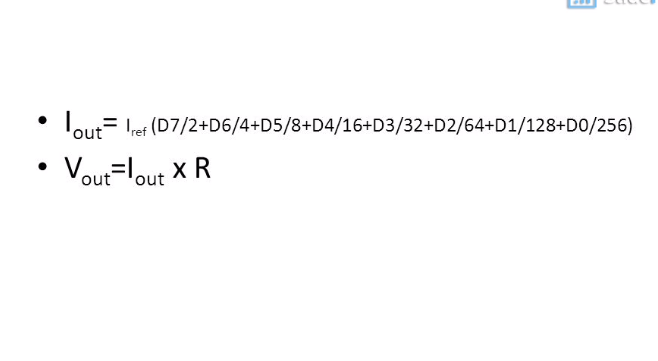 • Iout= Iref (D7/2+D6/4+D5/8+D4/16+D3/32+D2/64+D1/128+D0/256)
• Vout=Iout x R